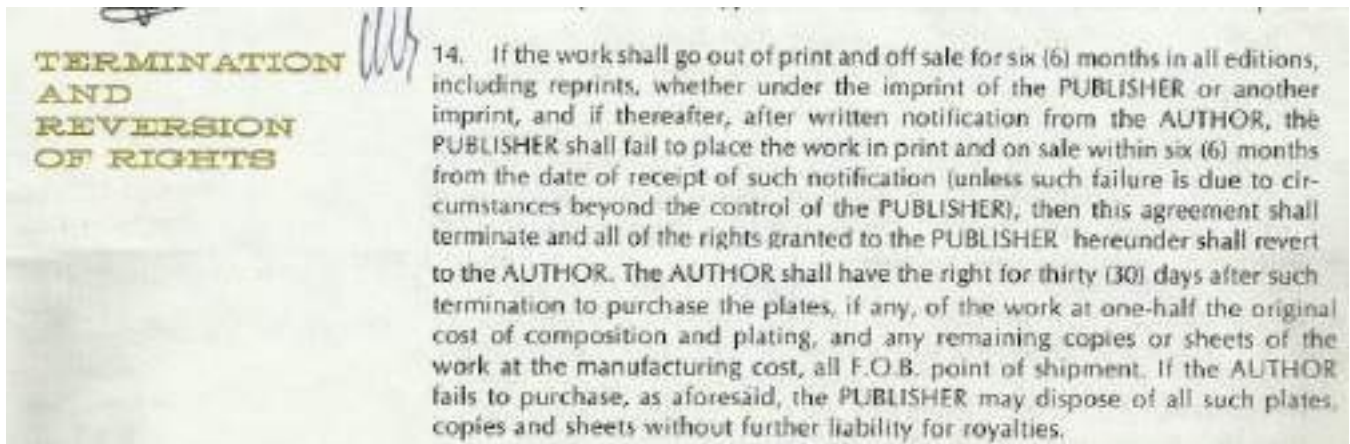 TERMINATION
AND
REVERSION
OF RIGHTS
14. If the work shall go out of print and off sale for six (6) months in all editions,
including reprints, whether under the imprint of the PUBLISHER or another
imprint, and if thereafter, after written notification from the AUTHOR, the
PUBLISHER shall fail to place the work in print and on sale within six (6) months
from the date of receipt of such notification (unless such failure is due to cir-
cumstances beyond the control of the PUBLISHER), then this agreement shall
terminate and all of the rights granted to the PUBLISHER hereunder shall revert
to the AUTHOR. The AUTHOR shall have the right for thirty (30) days after such
termination to purchase the plates, if any, of the work at one-half the original
cost of composition and plating, and any remaining copies or sheets of the
work at the manufacturing cost, all F.O.B. point of shipment. If the AUTHOR
fails to purchase, as aforesaid, the PUBLISHER may dispose of all such plates,
copies and sheets without further liability for royalties.